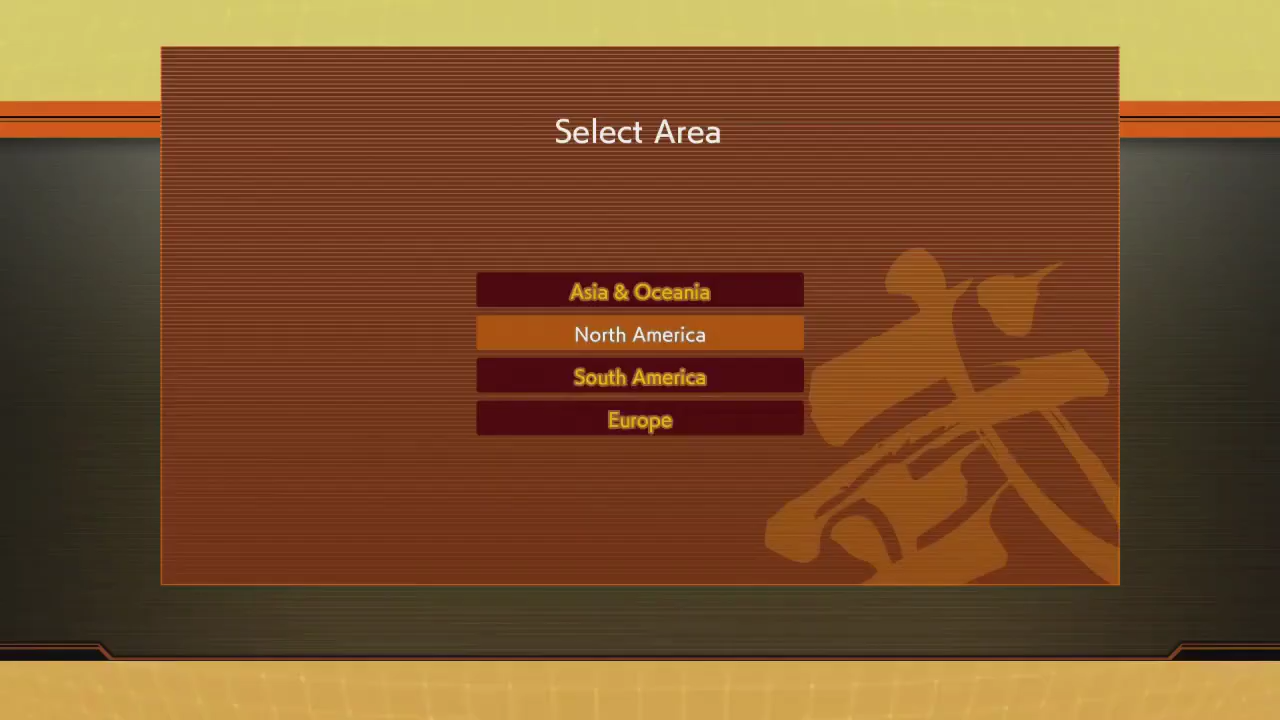 Select Area
Asia & Oceania
North America
South America
Europe